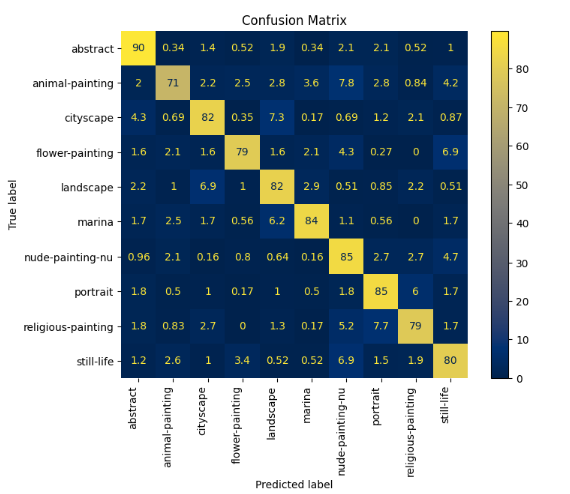 Confusion Matrix
abstract 90 0.34 1.4 0.52 1.9 0.34 2.1 2.1 0.52 1
animal-painting 2 71 2.2 2.5 2.8 3.6 7.8 2.8 0.84 4.2
cityscape 4.3 0.69 82 0.35 7.3 0.17 0.69 1.2 2.1 0.87
flower-painting 1.6 2.1 1.6 79 1.6 2.1 4.3 0.27 0 6.9
landscape 2.2 1 6.9 1 82 2.9 0.51 0.85 2.2 0.51
marina 1.7 2.5 1.7 0.56 6.2 84 1.1 0.56 0 1.7
nude-painting-nu 0.96 2.1 0.16 0.8 0.64 0.16 85 2.7 2.7 4.7
portrait 1.8 0.5 1 0.17 1 0.5 1.8 85 6 1.7
religious-painting 1.8 0.83 2.7 0 1.3 0.17 5.2 7.7 79 1.7
still-life 1.2 2.6 1 3.4 0.52 0.52 6.9 1.5 1.9 80
True label
abstract
animal-painting
cityscape
flower-painting
landscape
marina
nude-painting-nu
portrait
religious-painting
still-life
Predicted label
80
70
60
50
40
30
20
10
0